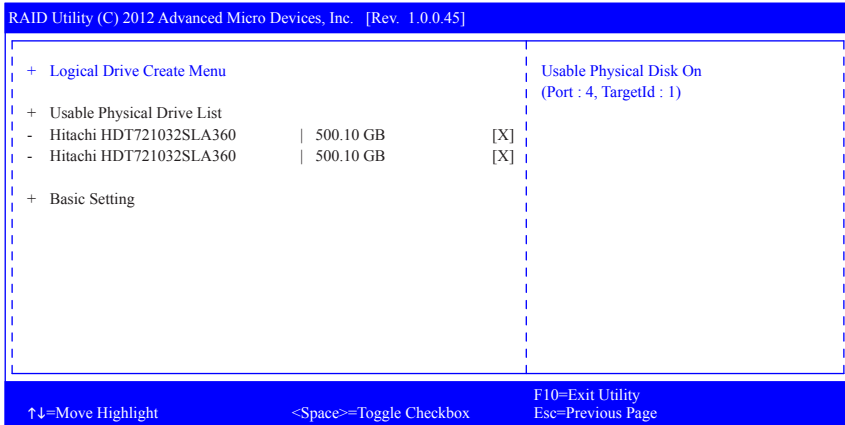 RAID Utility (C) 2012 Advanced Micro Devices, Inc. [Rev. 1.0.0.45]
+ Logical Drive Create Menu
+ Usable Physical Drive List
- Hitachi HDT721032SLA360 | 500.10 GB [X]
- Hitachi HDT721032SLA360 | 500.10 GB [X]
+ Basic Setting
Usable Physical Disk On
(Port : 4, TargetId : 1)
↑↓=Move Highlight <Space>=Toggle Checkbox
F10=Exit Utility
Esc=Previous Page